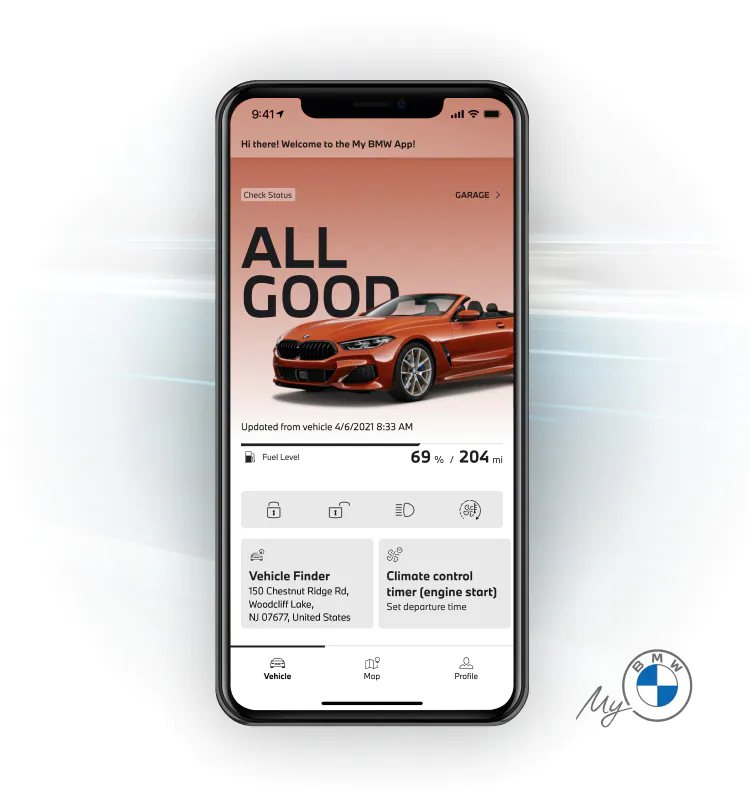 9:41
Hi there! Welcome to the My BMW App!
Check Status
GARAGE
ALL
GOOD
Updated from vehicle 4/6/2021 8:33 AM
Fuel Level
69 % / 204 mi
Vehicle Finder
150 Chestnut Ridge Rd,
Woodcliff Lake,
NJ 07677, United States
Climate control
timer (engine start)
Set departure time
Vehicle
Map
Profile
My
BMW